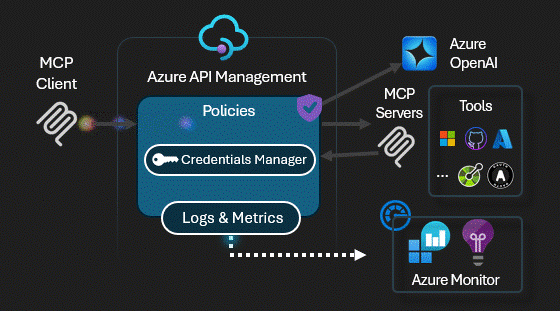 MCP
Client
Azure API Management
Policies
Credentials Manager
Logs & Metrics
Azure
OpenAI
MCP
Servers
Tools
...
A
Azure Monitor